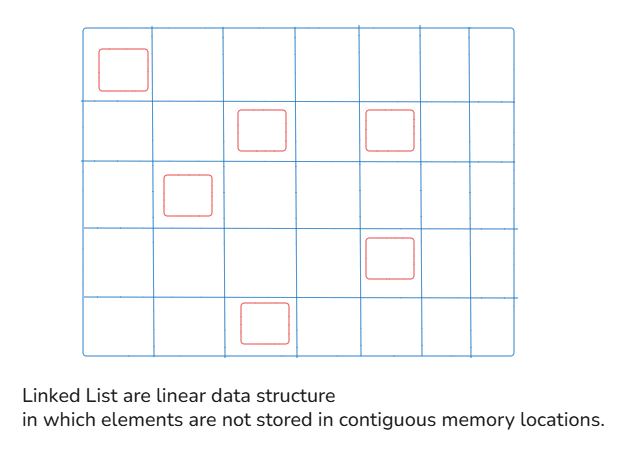 Linked List are linear data structure
in which elements are not stored in contiguous memory locations.